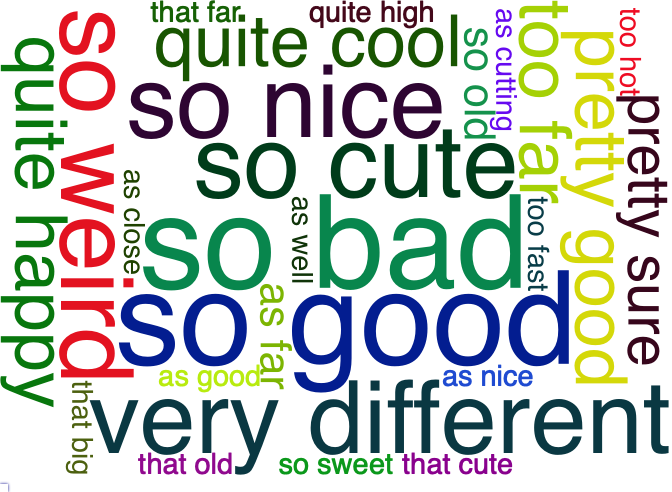 that far
quite high
quite cool
so weird
quite happy
so old
as cutting
too far
pretty good
too hot
pretty sure
so nice
so cute
as close
as well
too fast
so bad
so good
as far
as good
as nice
that big
very different
that old
so sweet
that cute